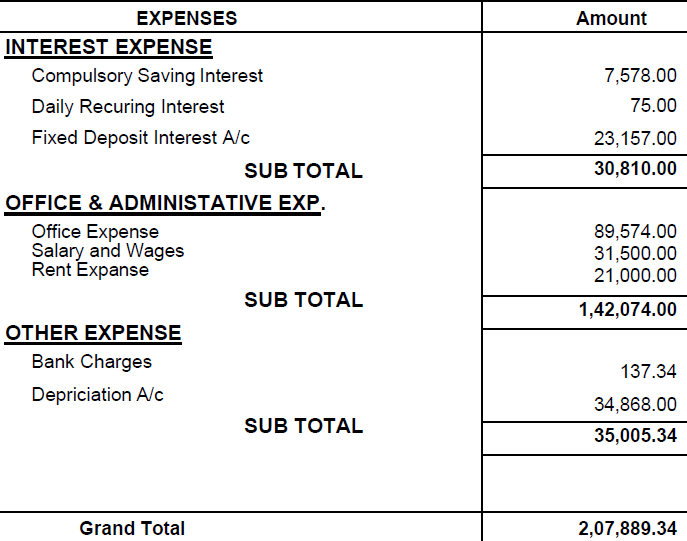 EXPENSES Amount
INTEREST EXPENSE
Compulsory Saving Interest 7,578.00
Daily Recuring Interest 75.00
Fixed Deposit Interest A/c 23,157.00
SUB TOTAL 30,810.00
OFFICE & ADMINISTATIVE EXP.
Office Expense 89,574.00
Salary and Wages 31,500.00
Rent Expanse 21,000.00
SUB TOTAL 1,42,074.00
OTHER EXPENSE
Bank Charges 137.34
Depriciation A/c 34,868.00
SUB TOTAL 35,005.34
Grand Total 2,07,889.34